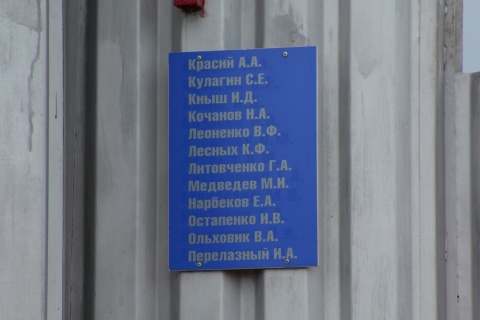 Красий А.А.
Кулагин С.Е.
Кныш И.Д.
Кочанов Н.А.
Леоненко В.Ф.
Лесных К.Ф.
Литовченко Г.А.
Медведев М.И.
Нарбеков Е.А.
Остапенко И.В.
Ольховик В.А.
Перелазный И.А.